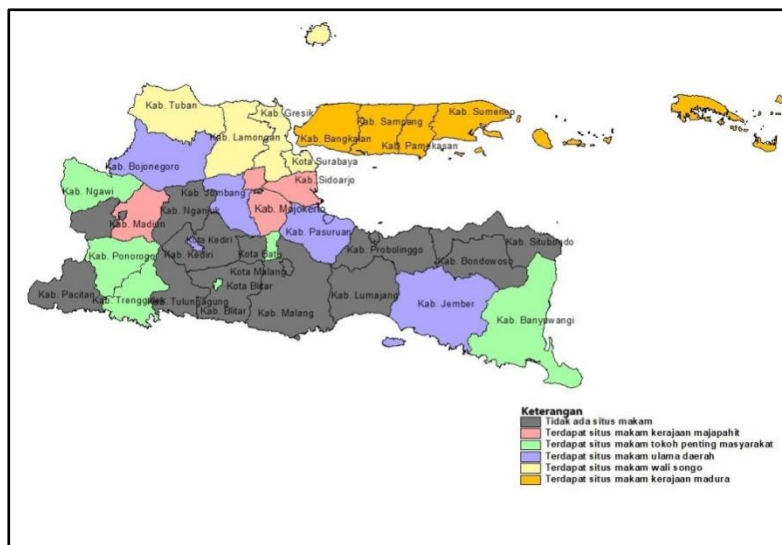 Kab. Tuban
Kab. Gresik
Kab. Lamongan
Kab. Sumenep
Kab. Sampang
Kab. Bangkalan
Kab. Pamekasan
Kota Surabaya
Kab. Bojonegoro
Kab. Sidoarjo
Kab. Ngawi
Kab. Jombang
Kab. Nganjuk
Kab. Mojokerto
Kab. Madiun
Kab. Pasuruan
Kota Kediri
Kab. Situbondo
Kab. Probolinggo
Kab. Ponorogo
Kab. Kediri
Kota Batu
Kab. Bondowoso
Kota Malang
Kota Blitar
Kab. Pacitan
Kab. Trenggalek
Kab. Tulungagung
Kab. Blitar
Kab. Malang
Kab. Lumajang
Kab. Jember
Kab. Banyuwangi
Keterangan
Tidak ada situs makam
Terdapat situs makam kerajaan majapahit
Terdapat situs makam tokoh penting masyarakat
Terdapat situs makam ulama daerah
Terdapat situs makam wali songo
Terdapat situs makam kerajaan madura